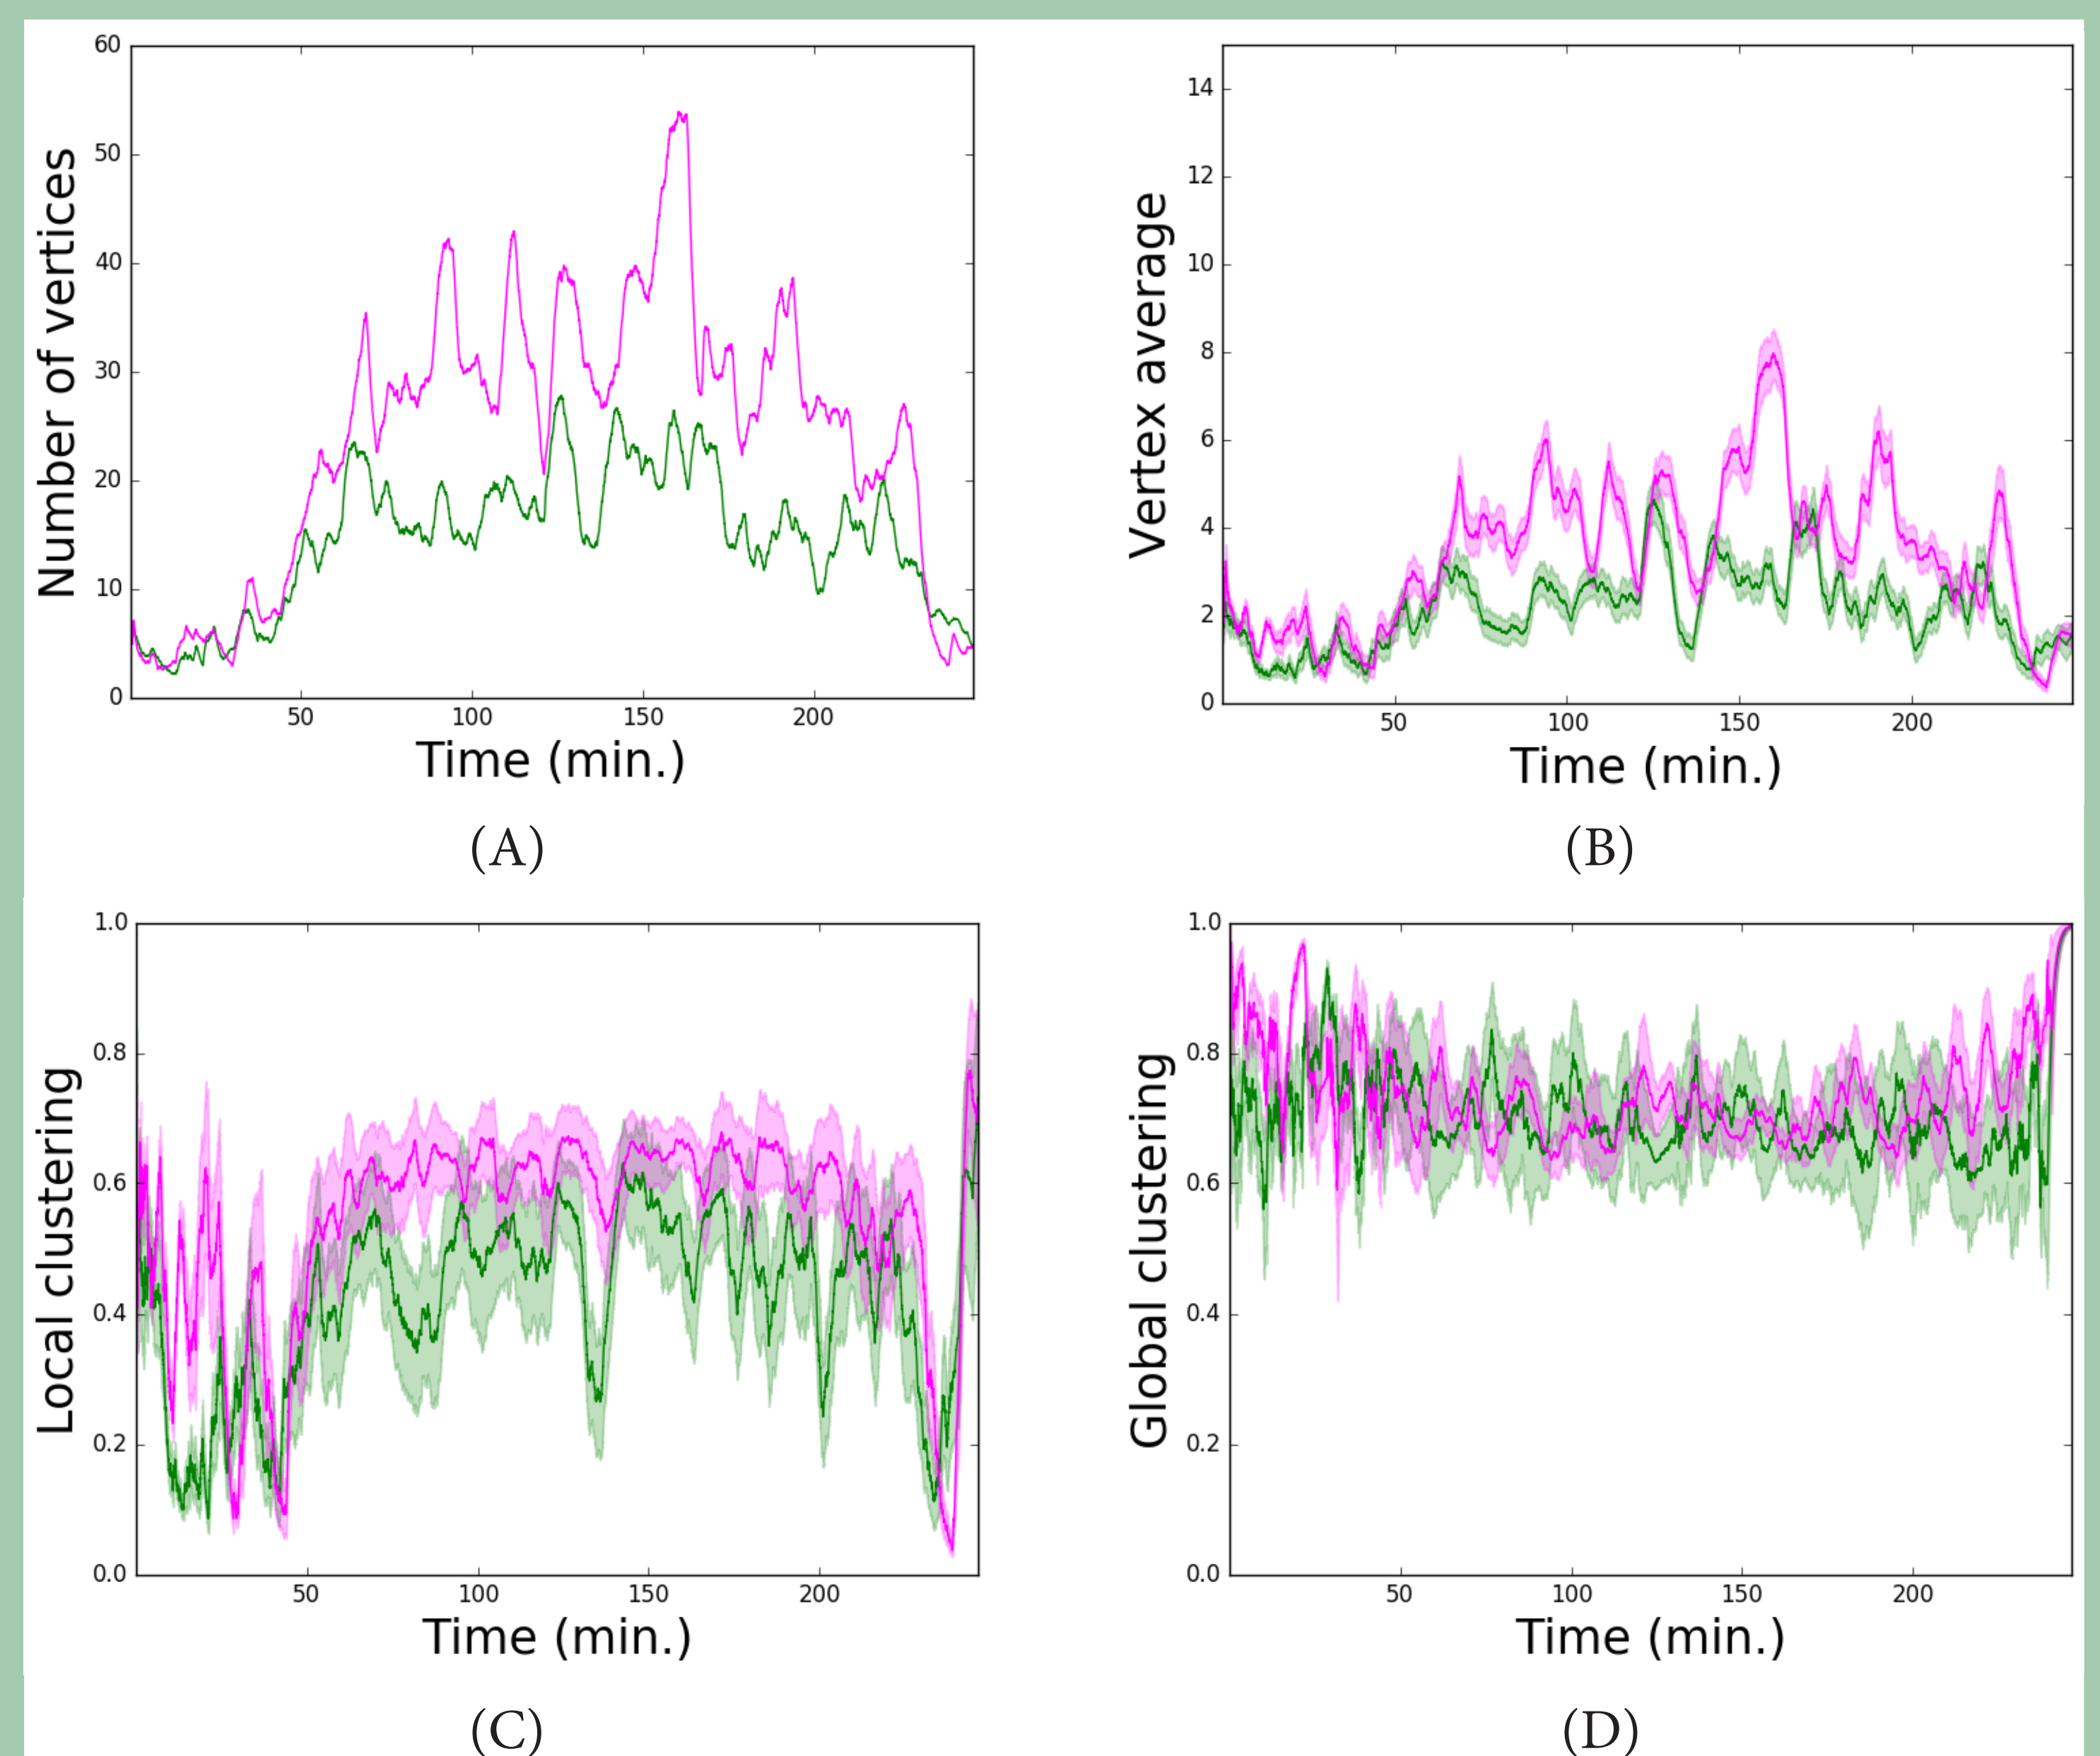 60
50
40
30
20
10
0
Number of vertices
50 100 150 200
Time (min.)
(A)
14
12
10
8
6
4
2
0
Vertex average
50 100 150 200
Time (min.)
(B)
1.0
0.8
0.6
0.4
0.2
0.0
Local clustering
50 100 150 200
Time (min.)
(C)
1.0
0.8
0.6
0.4
0.2
0.0
Global clustering
50 100 150 200
Time (min.)
(D)